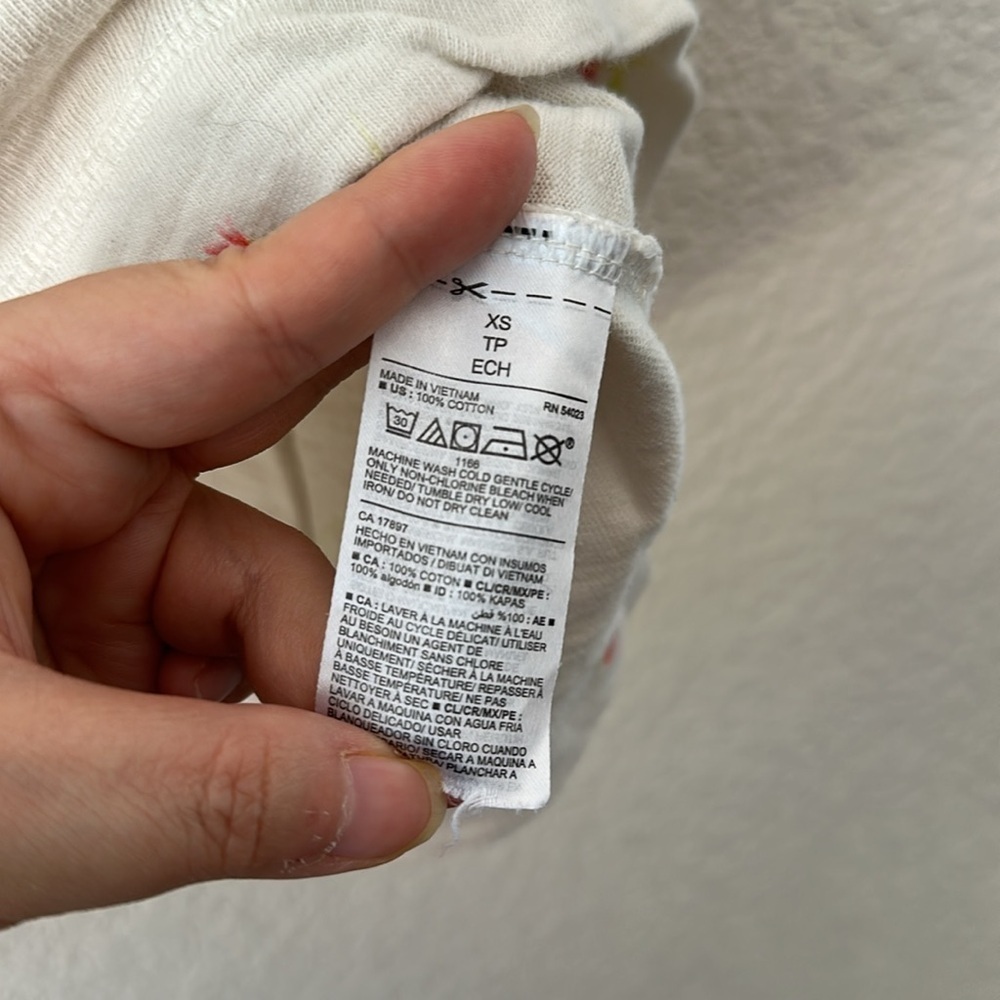 XS
TP
ECH
MADE IN VIETNAM
■ US : 100% COTTON
RN 54023
30
1166
MACHINE WASH COLD GENTLE CYCLE/
ONLY NON-CHLORINE BLEACH WHEN
NEEDED/ TUMBLE DRY LOW/ COOL
IRON/ DO NOT DRY CLEAN
CA 17897
HECHO EN VIETNAM CON INSUMOS
IMPORTADOS / DIBUAT DI VIETNAM
■ CA : 100% COTON ■ CL/CR/MX/PE :
100% algodón ■ ID : 100% KAPAS
■ AE : 100% قطن
■ CA : LAVER À LA MACHINE À L'EAU
FROIDE AU CYCLE DÉLICAT/ UTILISER
AU BESOIN UN AGENT DE
BLANCHIMENT SANS CHLORE
UNIQUEMENT/ SÉCHER À LA MACHINE
À BASSE TEMPÉRATURE/ REPASSER À
BASSE TEMPÉRATURE/ NE PAS
NETTOYER À SEC ■ CL/CR/MX/PE :
LAVAR A MAQUINA CON AGUA FRIA
CICLO DELICADO/ USAR
BLANQUEADOR SIN CLORO CUANDO
SECAR A MAQUINA A
PLANCHAR A